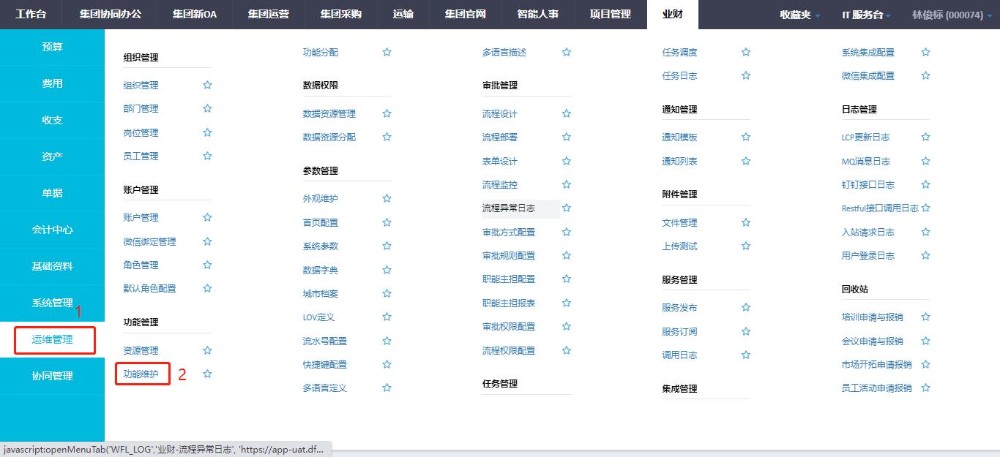 工作台
集团协同办公
集团新OA
集团运营
集团采购
运输
集团官网
智能人事
项目管理
业财
收藏夹
IT 服务台
林俊标 (000074)
预算
费用
收支
资产
单据
会计中心
基础资料
系统管理
1
运维管理
协同管理
组织管理
组织管理
部门管理
岗位管理
员工管理
账户管理
账户管理
微信绑定管理
角色管理
默认角色配置
功能管理
资源管理
功能维护
2
功能分配
数据权限
数据资源管理
数据资源分配
参数管理
外观维护
首页配置
系统参数
数据字典
城市档案
LOV定义
流水号配置
快捷键配置
多语言定义
多语言描述
审批管理
流程设计
流程部署
表单设计
流程监控
流程异常日志
审批方式配置
审批规则配置
职能主担配置
职能主担报表
审批权限配置
流程权限配置
任务管理
任务调度
任务日志
通知管理
通知模板
通知列表
附件管理
文件管理
上传测试
服务管理
服务发布
服务订阅
调用日志
集成管理
系统集成配置
微信集成配置
日志管理
LCP更新日志
MQ消息日志
钉钉接口日志
Restful接口调用日志
入站请求日志
用户登录日志
回收站
培训申请与报销
会议申请与报销
市场开拓申请报销
员工活动申请报销
javascript:openMenuTab('WFL_LOG','业财-流程异常日志', 'https://app-uat.df...